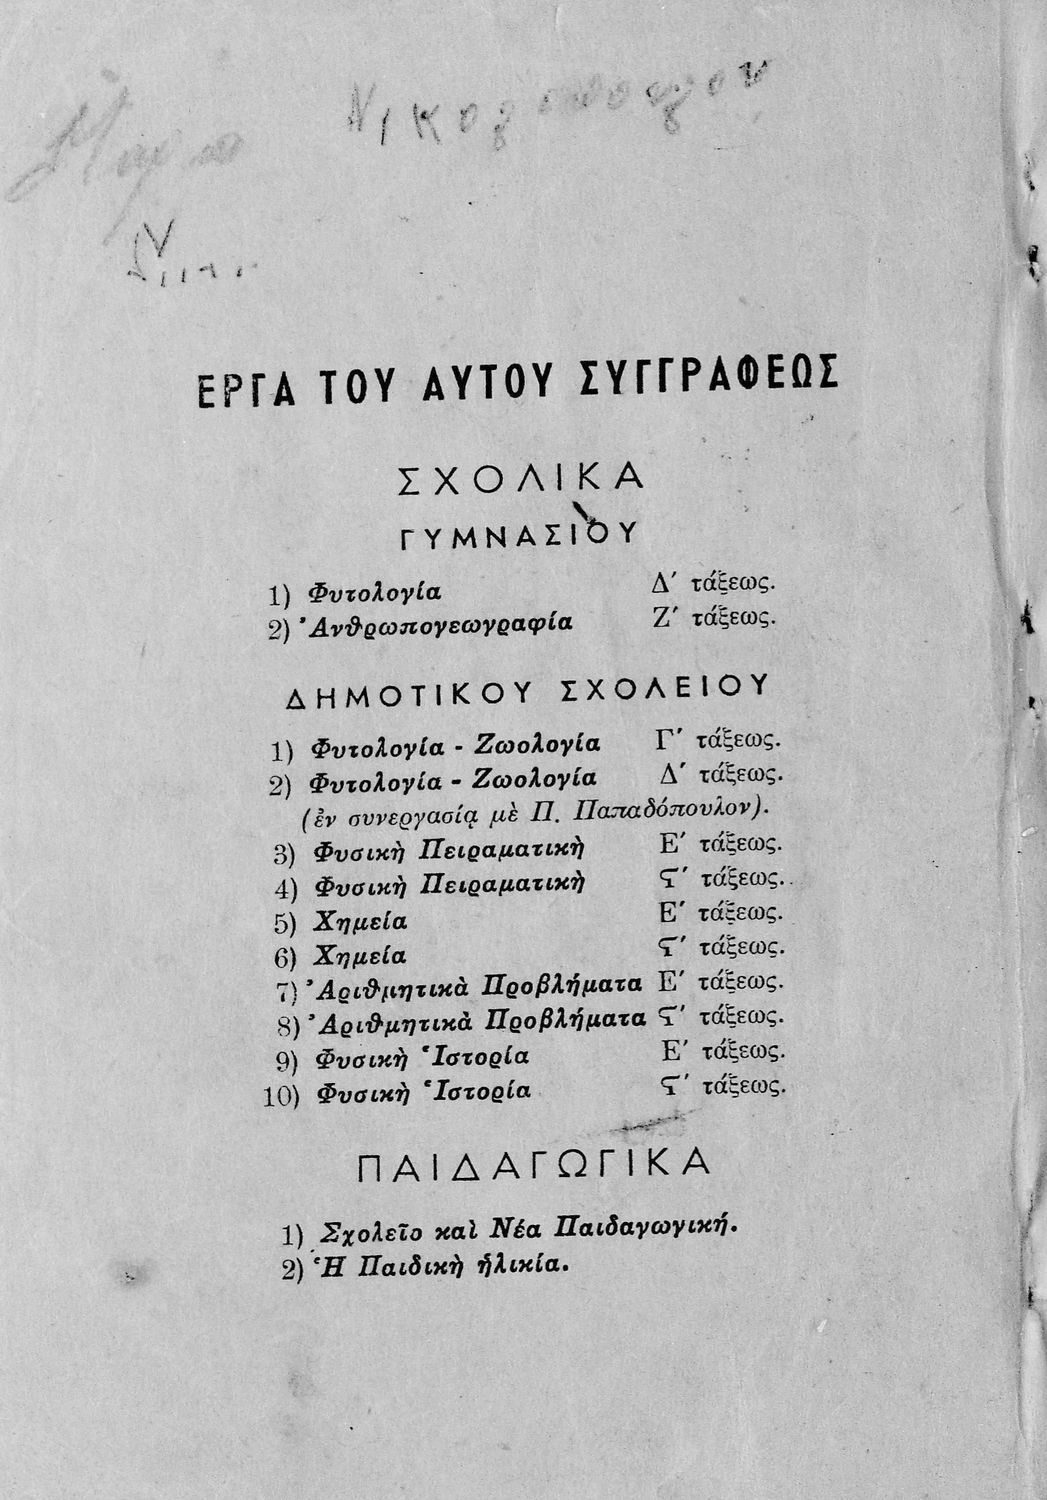 ΕΡΓΑ ΤΟΥ ΑΥΤΟΥ ΣΥΓΓΡΑΦΕΩΣ
ΣΧΟΛΙΚΑ
ΓΥΜΝΑΣΙΟΥ
1) Φυτολογία Δ΄ τάξεως.
2) Ἀνθρωπογεωγραφία Ζ΄ τάξεως.
ΔΗΜΟΤΙΚΟΥ ΣΧΟΛΕΙΟΥ
1) Φυτολογία - Ζωολογία Γ΄ τάξεως.
2) Φυτολογία - Ζωολογία Δ΄ τάξεως.
(ἐν συνεργασίᾳ μὲ Π. Παπαδόπουλον).
3) Φυσικὴ Πειραματικὴ Ε΄ τάξεως.
4) Φυσικὴ Πειραματικὴ Ϛ΄ τάξεως.
5) Χημεία Ε΄ τάξεως.
6) Χημεία Ϛ΄ τάξεως.
7) Ἀριθμητικὰ Προβλήματα Ε΄ τάξεως.
8) Ἀριθμητικὰ Προβλήματα Ϛ΄ τάξεως.
9) Φυσικὴ Ἱστορία Ε΄ τάξεως.
10) Φυσικὴ Ἱστορία Ϛ΄ τάξεως.
ΠΑΙΔΑΓΩΓΙΚΑ
1) Σχολεῖο καὶ Νέα Παιδαγωγική.
2) Ἡ Παιδικὴ ἡλικία.